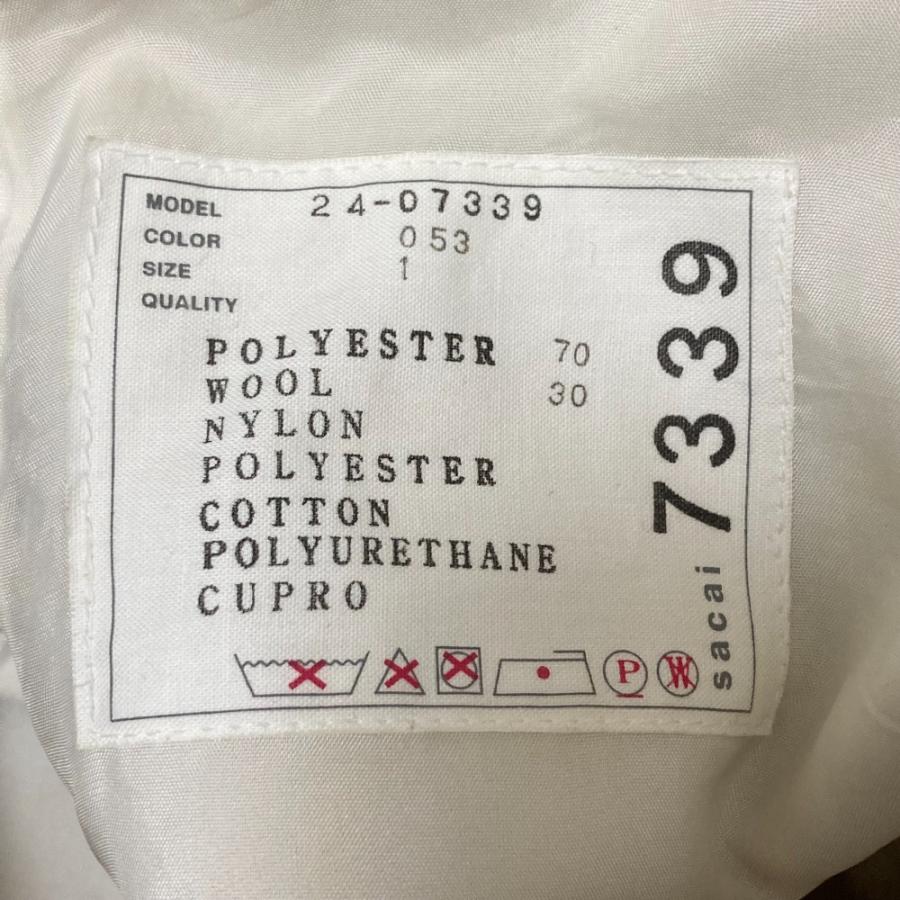 MODEL 24-07339
COLOR 053
SIZE 1
QUALITY
POLYESTER 70
WOOL 30
NYLON
POLYESTER
COTTON
POLYURETHANE
CUPRO
P
W
sacai 7339